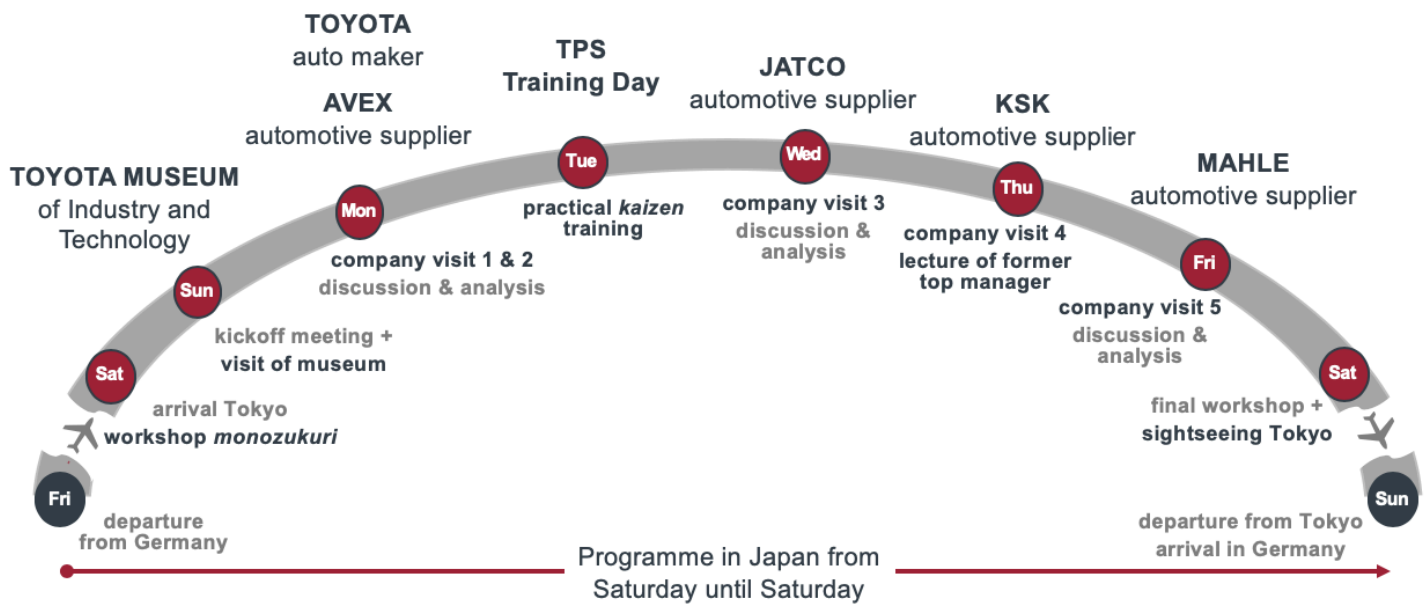 TOYOTA
auto maker
AVEX
automotive supplier
TPS
Training Day
JATCO
automotive supplier
KSK
automotive supplier
MAHLE
automotive supplier
TOYOTA MUSEUM
of Industry and
Technology
Fri
departure
from Germany
Sat
arrival Tokyo
workshop monozukuri
Sun
kickoff meeting +
visit of museum
Mon
company visit 1 & 2
discussion & analysis
Tue
practical kaizen
training
Wed
company visit 3
discussion &
analysis
Thu
company visit 4
lecture of former
top manager
Fri
company visit 5
discussion &
analysis
Sat
final workshop +
sightseeing Tokyo
Sun
departure from Tokyo
arrival in Germany
Programme in Japan from
Saturday until Saturday